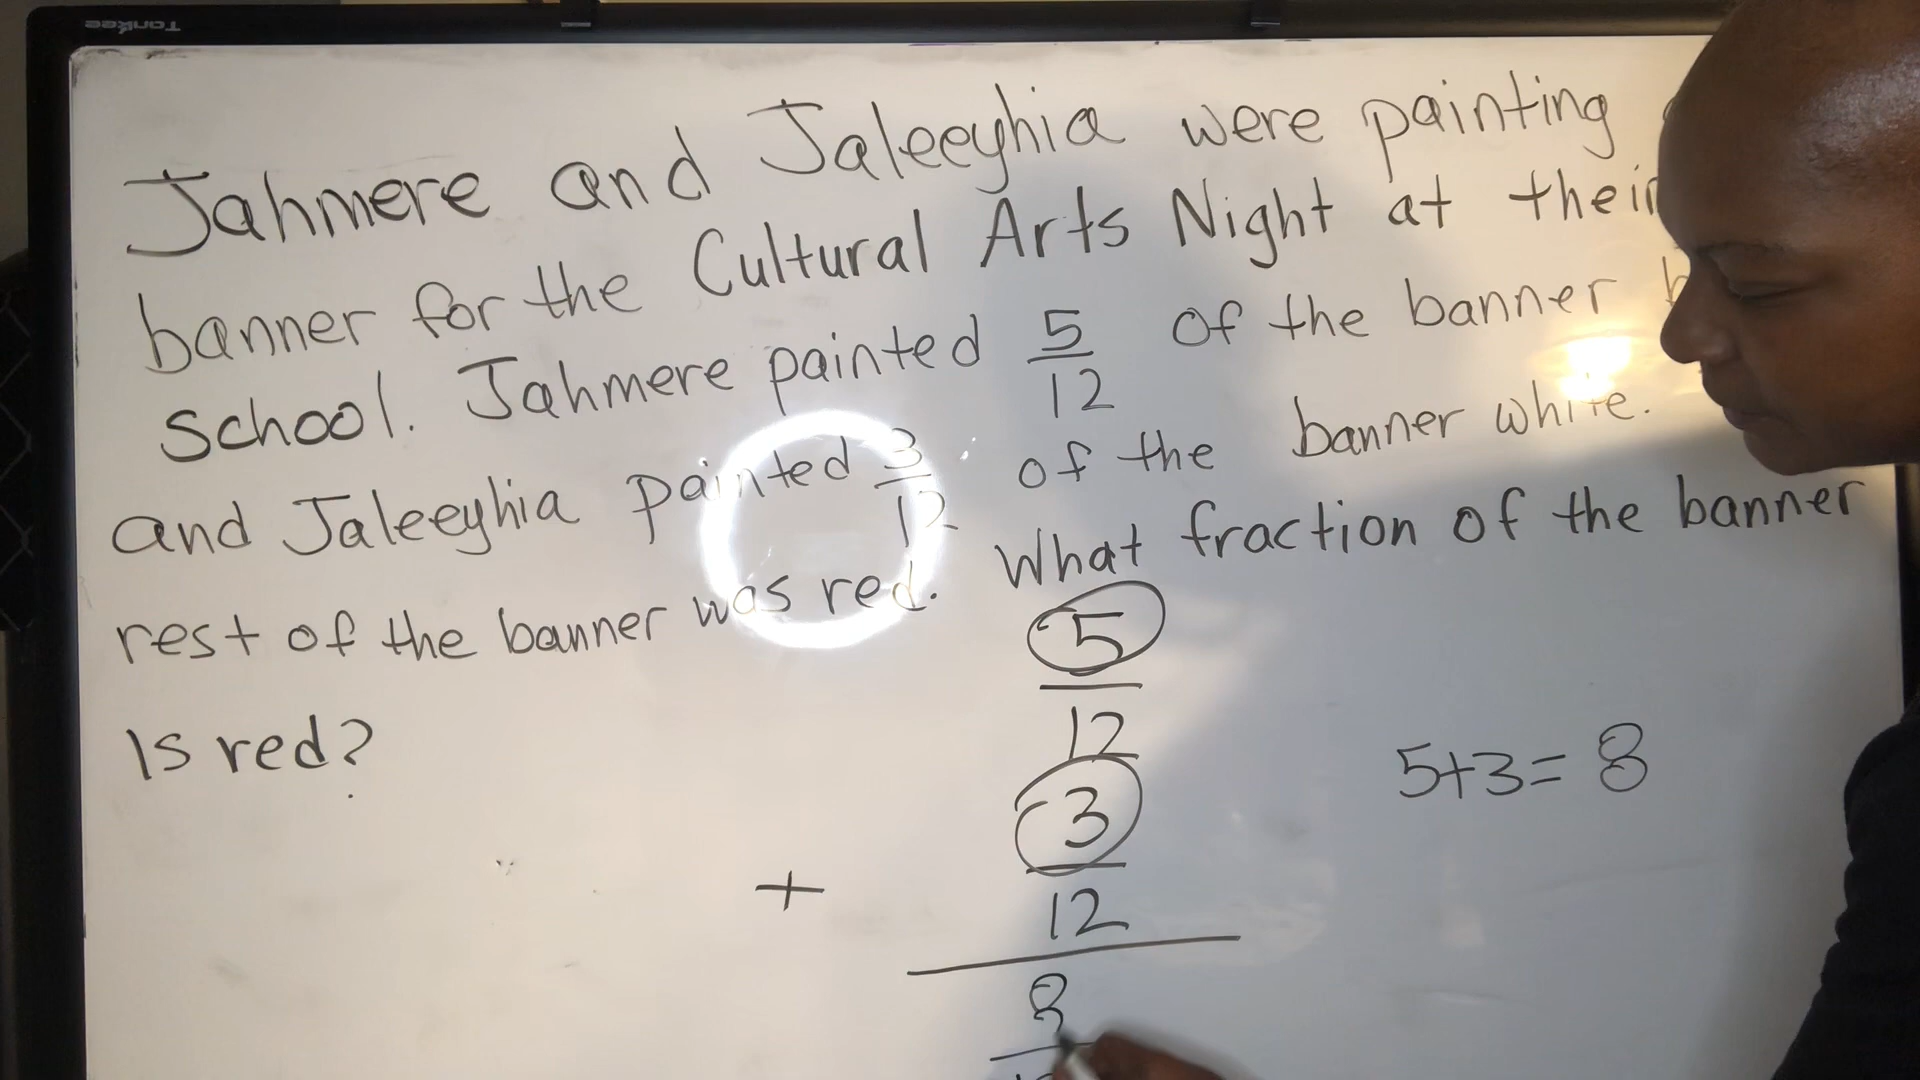 Tonkee
Jahmere and Jaleeyhia were painting
banner for the Cultural Arts Night at their
School. Jahmere painted 5/12 of the banner
and Jaleeyhia painted 3/12 of the banner white.
rest of the banner was red. What fraction of the banner
Is red?
5
12
3
+
12
8
5+3=8